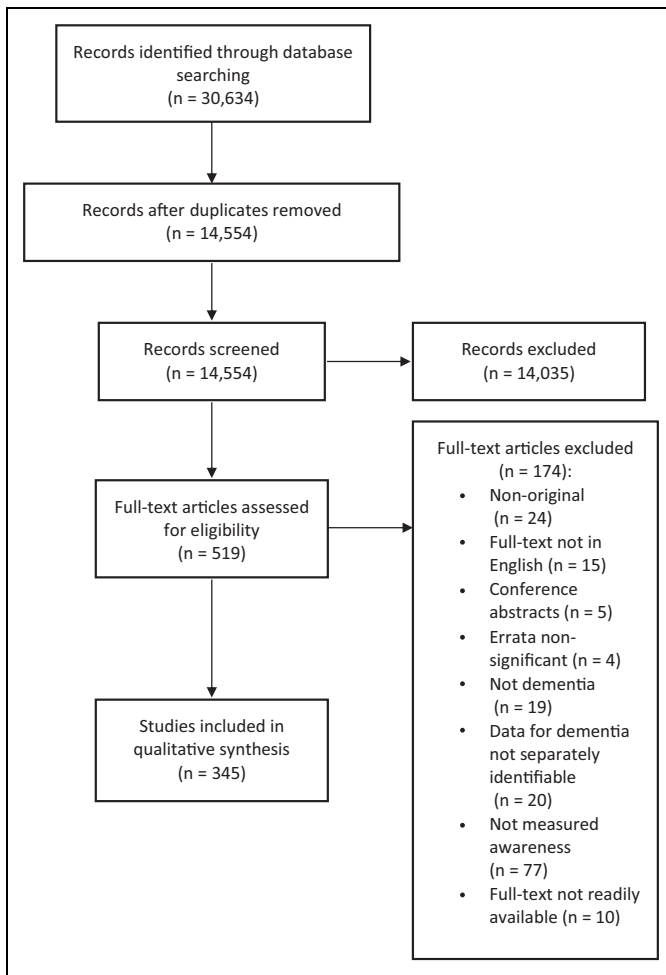 Records identified through database
searching
(n = 30,634)
Records after duplicates removed
(n = 14,554)
Records screened
(n = 14,554)
Records excluded
(n = 14,035)
Full-text articles assessed
for eligibility
(n = 519)
Full-text articles excluded
(n = 174):
• Non-original
(n = 24)
• Full-text not in
English (n = 15)
• Conference
abstracts (n = 5)
• Errata non-
significant (n = 4)
• Not dementia
(n = 19)
• Data for dementia
not separately
identifiable
(n = 20)
• Not measured
awareness
(n = 77)
• Full-text not readily
available (n = 10)
Studies included in
qualitative synthesis
(n = 345)